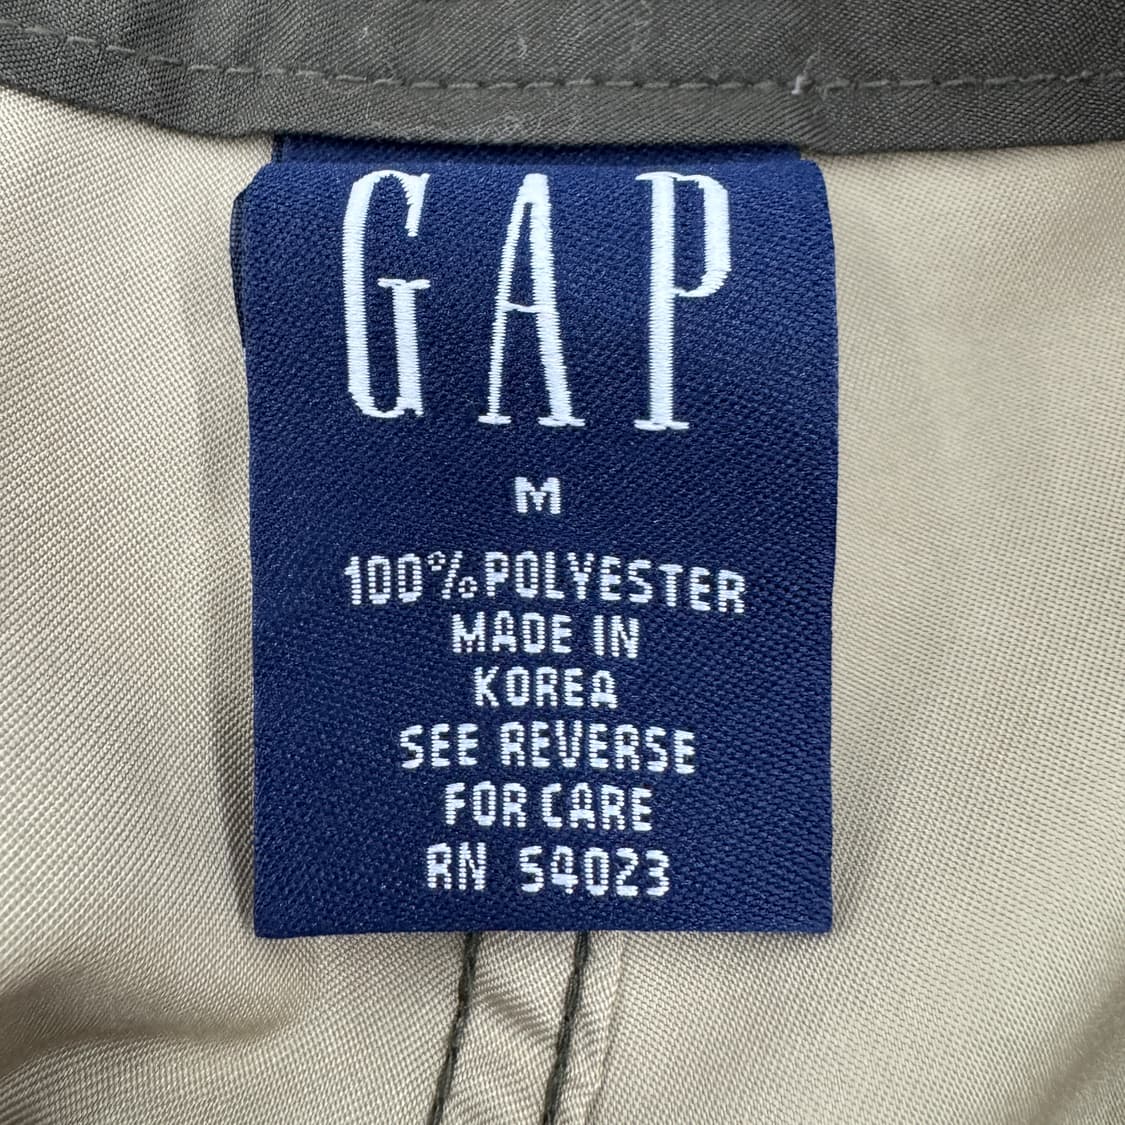 GAP
M
100% POLYESTER
MADE IN
KOREA
SEE REVERSE
FOR CARE
RN 54023